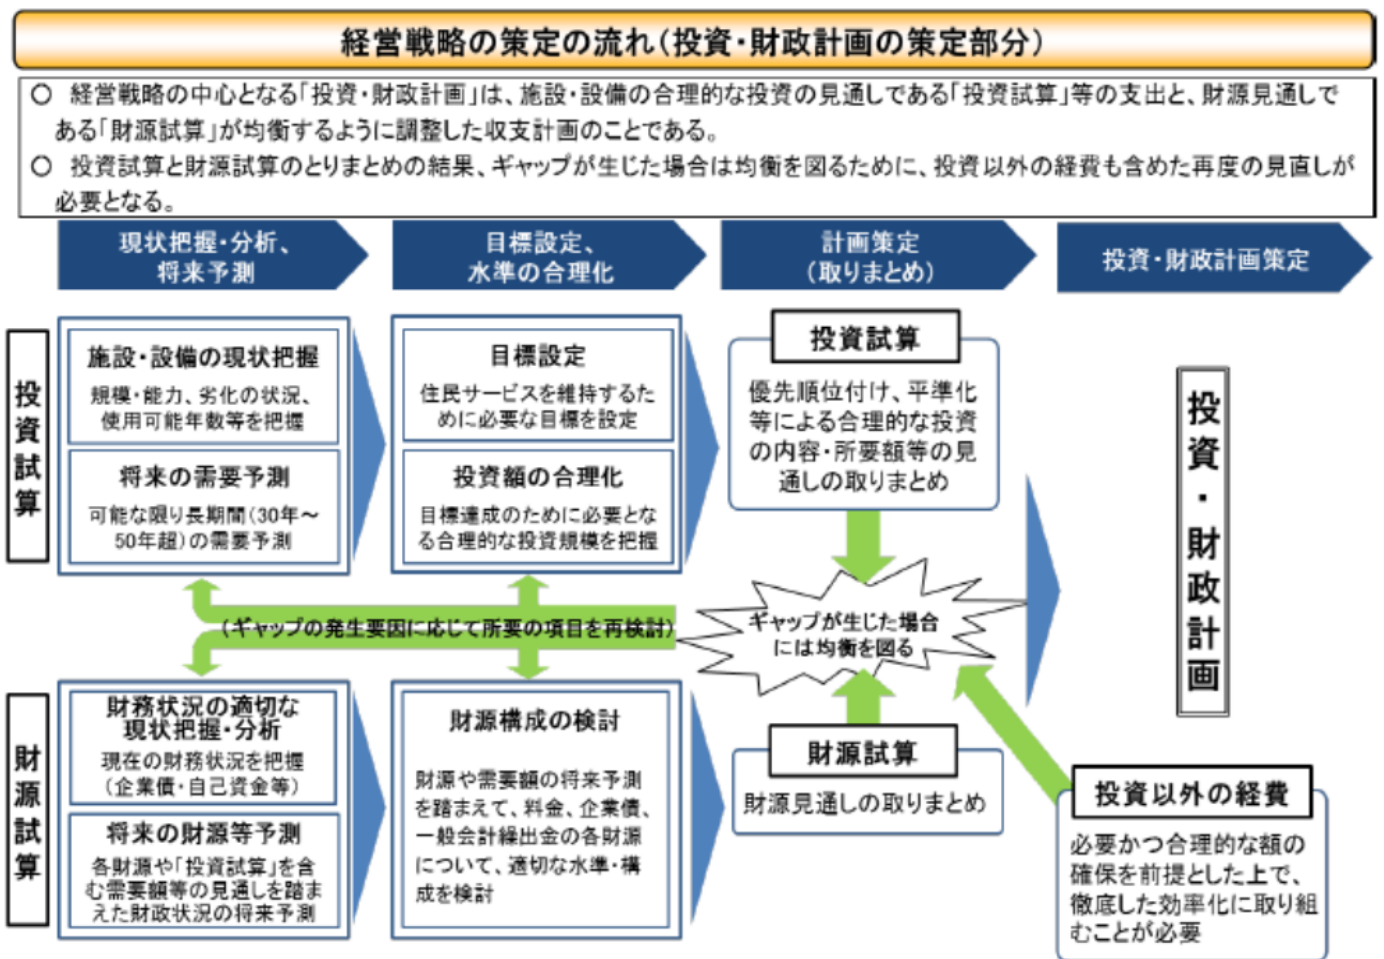 経営戦略の策定の流れ(投資・財政計画の策定部分)
○ 経営戦略の中心となる「投資・財政計画」は、施設・設備の合理的な投資の見通しである「投資試算」等の支出と、財源見通しで
ある「財源試算」が均衡するように調整した収支計画のことである。
○ 投資試算と財源試算のとりまとめの結果、ギャップが生じた場合は均衡を図るために、投資以外の経費も含めた再度の見直しが
必要となる。
現状把握・分析、
将来予測
目標設定、
水準の合理化
計画策定
(取りまとめ)
投資・財政計画策定
投資試算
施設・設備の現状把握
規模・能力、劣化の状況、
使用可能年数等を把握
将来の需要予測
可能な限り長期間(30年〜
50年超)の需要予測
目標設定
住民サービスを維持するた
めに必要な目標を設定
投資額の合理化
目標達成のために必要とな
る合理的な投資規模を把握
投資試算
優先順位付け、平準化
等による合理的な投資
の内容・所要額等の見
通しの取りまとめ
投資・財政計画
(ギャップの発生要因に応じて所要の項目を再検討)
ギャップが生じた場合
には均衡を図る
財源試算
財務状況の適切な
現状把握・分析
現在の財務状況を把握
(企業債・自己資金等)
将来の財源等予測
各財源や「投資試算」を含
む需要額等の見通しを踏ま
えた財政状況の将来予測
財源構成の検討
財源や需要額の将来予測
を踏まえて、料金、企業債、
一般会計繰出金の各財源
について、適切な水準・構
成を検討
財源試算
財源見通しの取りまとめ
投資以外の経費
必要かつ合理的な額の
確保を前提とした上で、
徹底した効率化に取り組
むことが必要